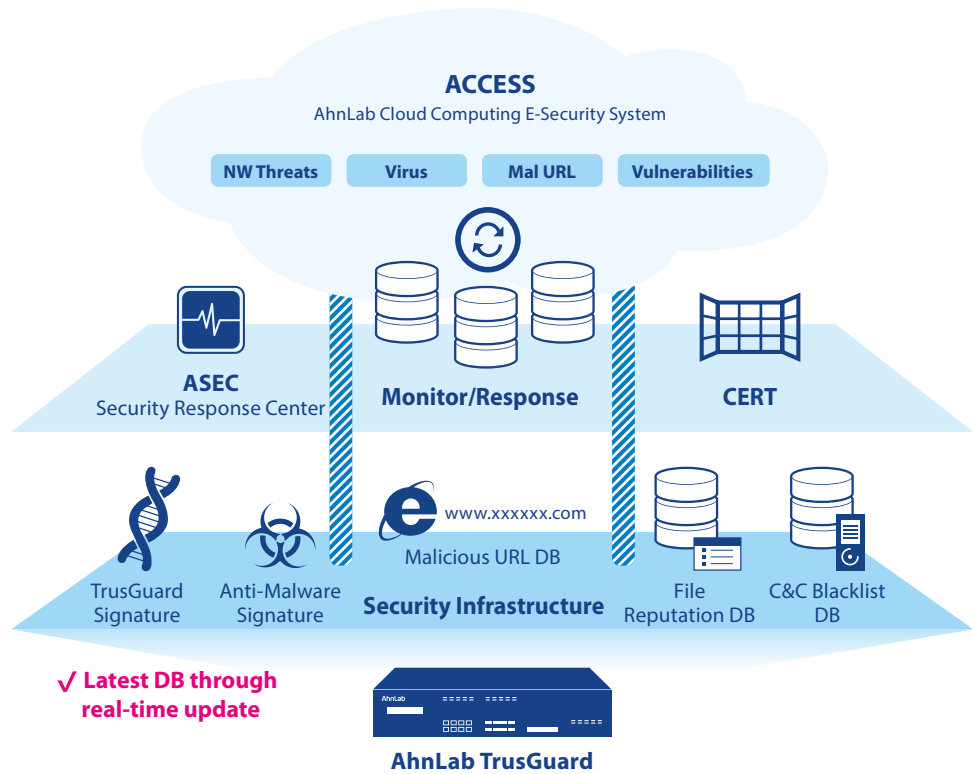 ACCESS
AhnLab Cloud Computing E-Security System
NW Threats
Virus
Mal URL
Vulnerabilities
ASEC
Security Response Center
Monitor/Response
CERT
www.xxxxxx.com
Malicious URL DB
TrusGuard
Signature
Anti-Malware
Signature
Security Infrastructure
File
Reputation DB
C&C Blacklist
DB
✓ Latest DB through
real-time update
AhnLab
AhnLab TrusGuard